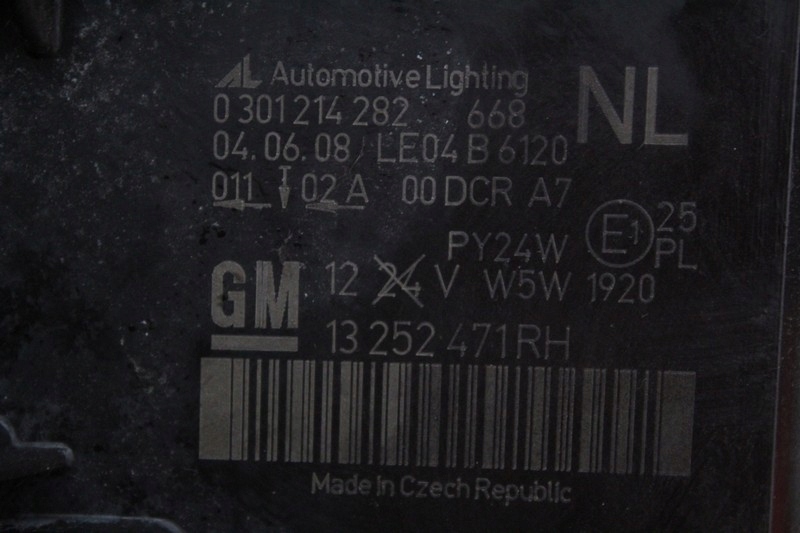 AL Automotive Lighting
NL
0 301 214 282 668
04.06.08 LE04 B 6120
011 02 A 00 DCR A7
PY24W E1 25 PL
GM 12 24 V W5W 1920
13 252 471 RH
Made in Czech Republic